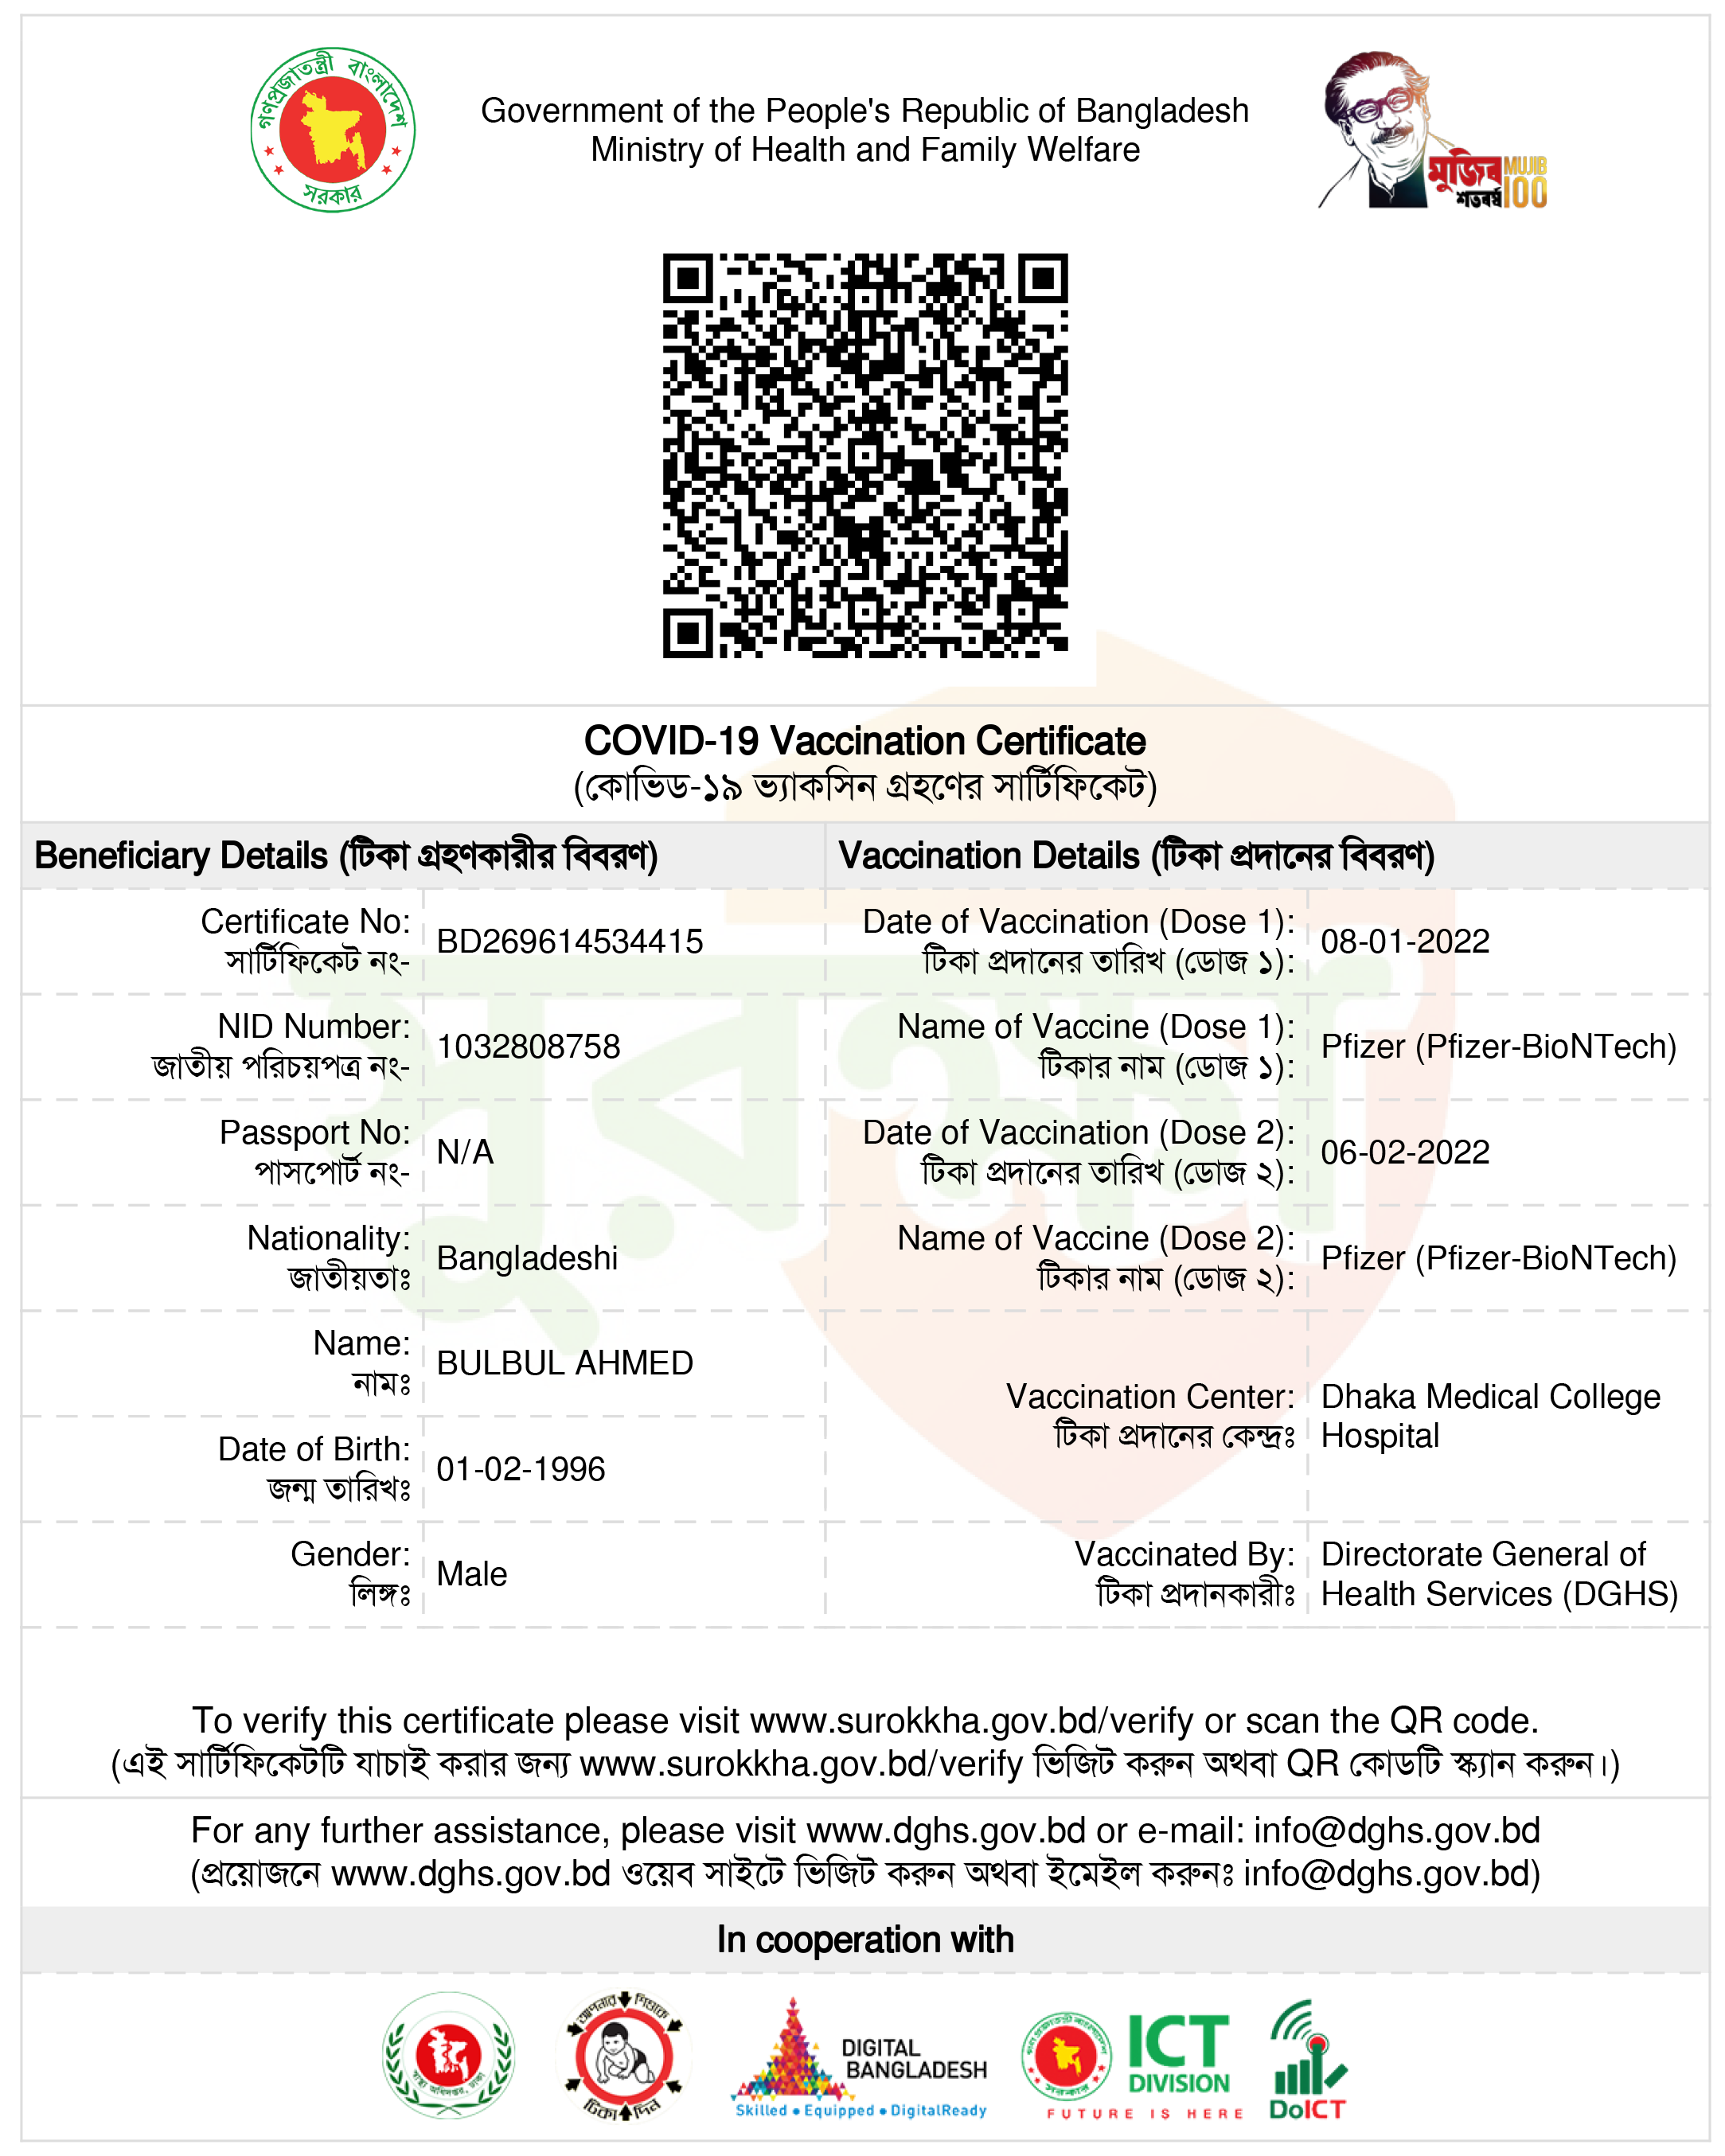 গণপ্রজাতন্ত্রী বাংলাদেশ
সরকার
Government of the People's Republic of Bangladesh
Ministry of Health and Family Welfare
মুজিব MUJIB
শতবর্ষ 100
COVID-19 Vaccination Certificate
(কোভিড-১৯ ভ্যাকসিন গ্রহণের সার্টিফিকেট)
Beneficiary Details (টিকা গ্রহণকারীর বিবরণ)
Certificate No: BD269614534415
সার্টিফিকেট নং-
NID Number: 1032808758
জাতীয় পরিচয়পত্র নং-
Passport No: N/A
পাসপোর্ট নং-
Nationality: Bangladeshi
জাতীয়তাঃ
Name: BULBUL AHMED
নামঃ
Date of Birth: 01-02-1996
জন্ম তারিখঃ
Gender: Male
লিঙ্গঃ
Vaccination Details (টিকা প্রদানের বিবরণ)
Date of Vaccination (Dose 1): 08-01-2022
টিকা প্রদানের তারিখ (ডোজ ১):
Name of Vaccine (Dose 1): Pfizer (Pfizer-BioNTech)
টিকার নাম (ডোজ ১):
Date of Vaccination (Dose 2): 06-02-2022
টিকা প্রদানের তারিখ (ডোজ ২):
Name of Vaccine (Dose 2): Pfizer (Pfizer-BioNTech)
টিকার নাম (ডোজ ২):
Vaccination Center: Dhaka Medical College
টিকা প্রদানের কেন্দ্রঃ Hospital
Vaccinated By: Directorate General of
টিকা প্রদানকারীঃ Health Services (DGHS)
সুরক্ষা
To verify this certificate please visit www.surokkha.gov.bd/verify or scan the QR code.
(এই সার্টিফিকেটটি যাচাই করার জন্য www.surokkha.gov.bd/verify ভিজিট করুন অথবা QR কোডটি স্ক্যান করুন।)
For any further assistance, please visit www.dghs.gov.bd or e-mail: info@dghs.gov.bd
(প্রয়োজনে www.dghs.gov.bd ওয়েব সাইটে ভিজিট করুন অথবা ইমেইল করুনঃ info@dghs.gov.bd)
In cooperation with
স্বাস্থ্য অধিদপ্তর, ঢাকা
আপনার শিশুকে
টিকা দিন
DIGITAL
BANGLADESH
Skilled • Equipped • DigitalReady
গণপ্রজাতন্ত্রী বাংলাদেশ
সরকার
ICT
DIVISION
FUTURE IS HERE
DoICT